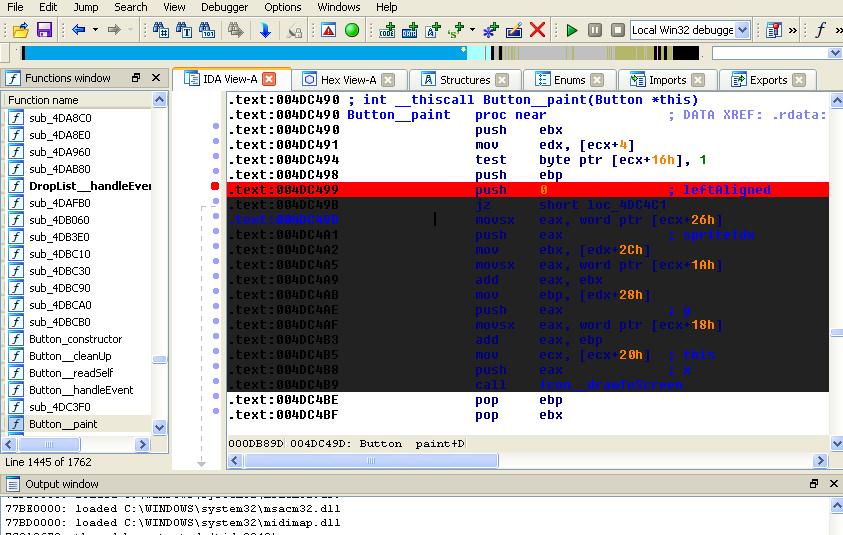 File Jump Search View Debugger Options Windows Help
Local Win32 debugge
Functions window
IDA View-A Hex View-A Structures Enums Imports Exports
Function name
sub_4DA8C0
sub_4DA8E0
sub_4DA960
sub_4DAB80
DropList__handleEver
sub_4DAFB0
sub_4DB060
sub_4DB3E0
sub_4DBC10
sub_4DBC30
sub_4DBC90
sub_4DBCA0
sub_4DBCB0
Button_constructor
Button__cleanUp
Button__readSelf
Button__handleEvent
sub_4DC3F0
Button__paint
Line 1445 of 1762
.text:004DC490 ; int __thiscall Button__paint(Button *this)
.text:004DC490 Button__paint proc near ; DATA XREF: .rdata:
.text:004DC490 push ebx
.text:004DC491 mov edx, [ecx+4]
.text:004DC494 test byte ptr [ecx+16h], 1
.text:004DC498 push ebp
.text:004DC499 push 0 ; leftAligned
.text:004DC49B jz short loc_4DC4C1
.text:004DC49D movsx eax, word ptr [ecx+26h]
.text:004DC4A1 push eax ; spriteIdx
.text:004DC4A2 mov ebx, [edx+2Ch]
.text:004DC4A5 movsx eax, word ptr [ecx+1Ah]
.text:004DC4A9 add eax, ebx
.text:004DC4AB mov ebp, [edx+28h]
.text:004DC4AE push eax ; y
.text:004DC4AF movsx eax, word ptr [ecx+18h]
.text:004DC4B3 add eax, ebp
.text:004DC4B5 mov ecx, [ecx+20h] ; this
.text:004DC4B8 push eax ; x
.text:004DC4B9 call Icon__drawToScreen
.text:004DC4BE pop ebp
.text:004DC4BF pop ebx
000DB89D 004DC49D: Button paint+D
Output window
77BE0000: loaded C:\WINDOWS\system32\msacm32.dll
77BD0000: loaded C:\WINDOWS\system32\midimap.dll